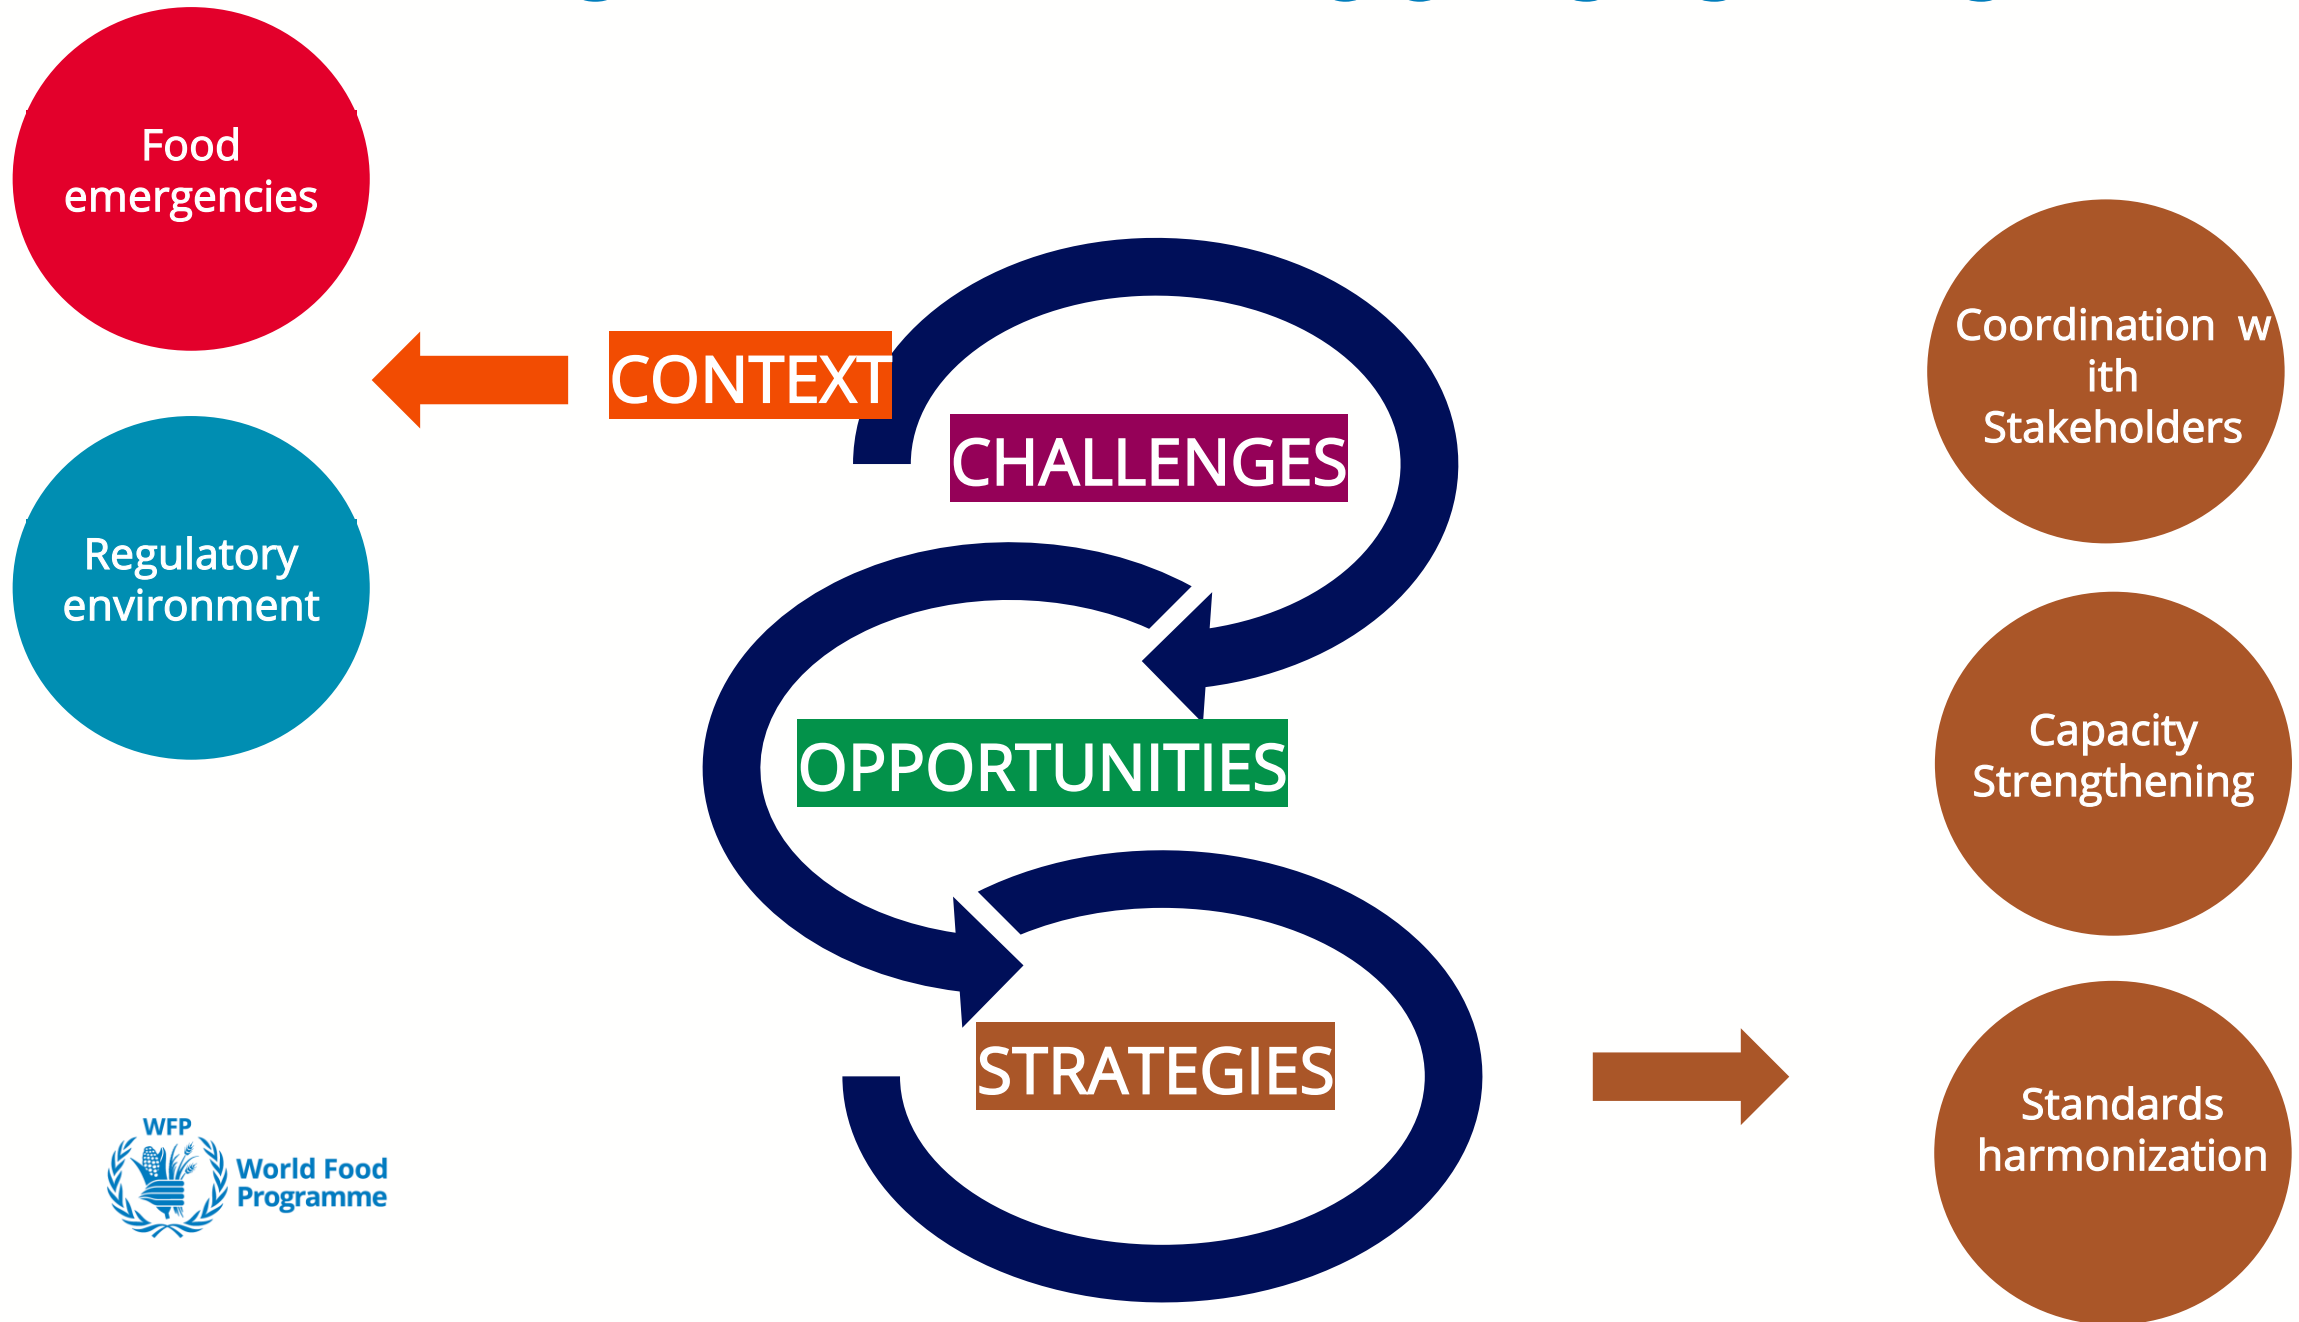 Food
emergencies
Regulatory
environment
CONTEXT
CHALLENGES
OPPORTUNITIES
STRATEGIES
Coordination w
ith
Stakeholders
Capacity
Strengthening
Standards
harmonization
WFP
World Food
Programme